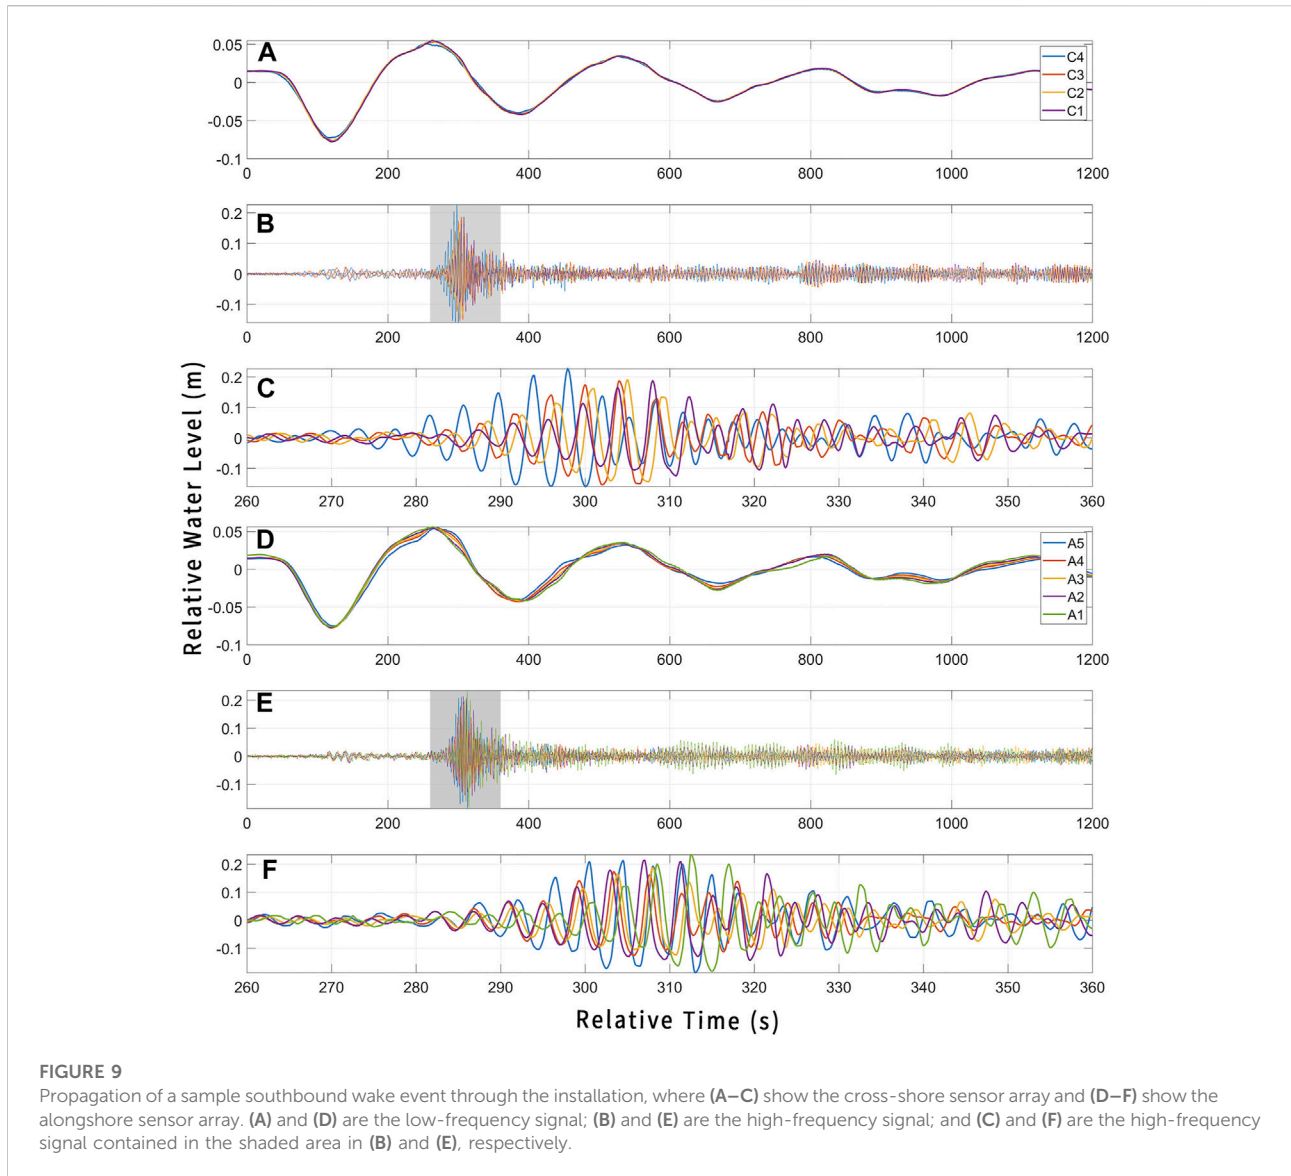 A
0.05
0
-0.05
-0.1
C4
C3
C2
C1
0 200 400 600 800 1000 1200
B
0.2
0.1
0
-0.1
0 200 400 600 800 1000 1200
C
0.2
0.1
0
-0.1
260 270 280 290 300 310 320 330 340 350 360
D
0.05
0
-0.05
-0.1
A5
A4
A3
A2
A1
0 200 400 600 800 1000 1200
E
0.2
0.1
0
-0.1
0 200 400 600 800 1000 1200
F
0.2
0.1
0
-0.1
260 270 280 290 300 310 320 330 340 350 360
Relative Water Level (m)
Relative Time (s)
FIGURE 9
Propagation of a sample southbound wake event through the installation, where (A–C) show the cross-shore sensor array and (D–F) show the
alongshore sensor array. (A) and (D) are the low-frequency signal; (B) and (E) are the high-frequency signal; and (C) and (F) are the high-frequency
signal contained in the shaded area in (B) and (E), respectively.